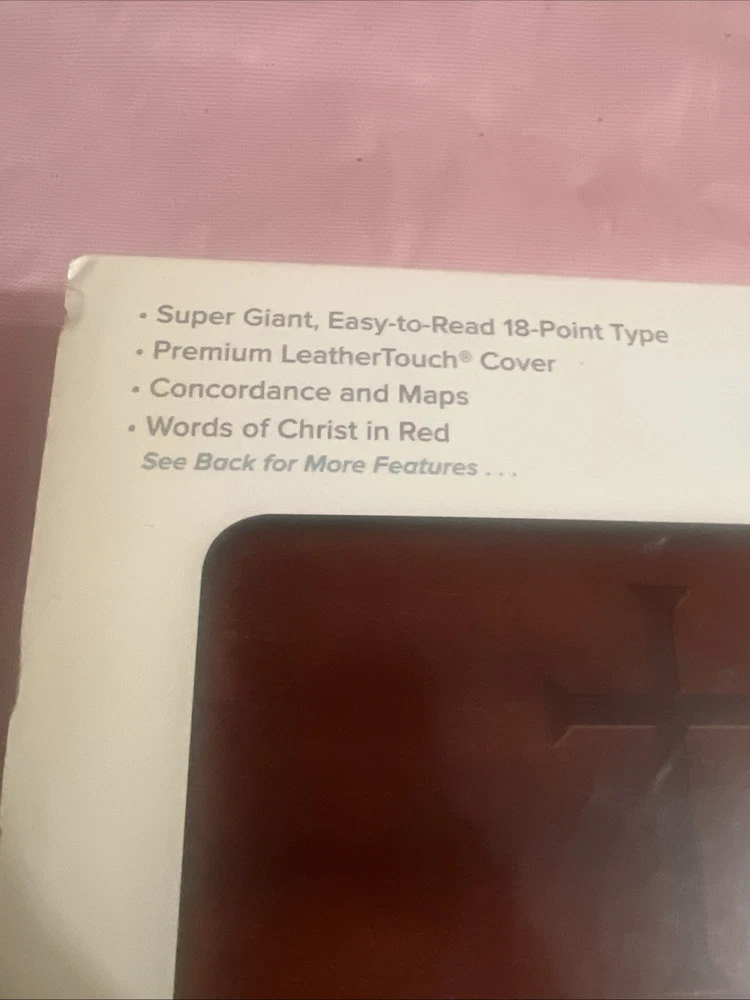 • Super Giant, Easy-to-Read 18-Point Type
• Premium LeatherTouch® Cover
• Concordance and Maps
• Words of Christ in Red
See Back for More Features . . .